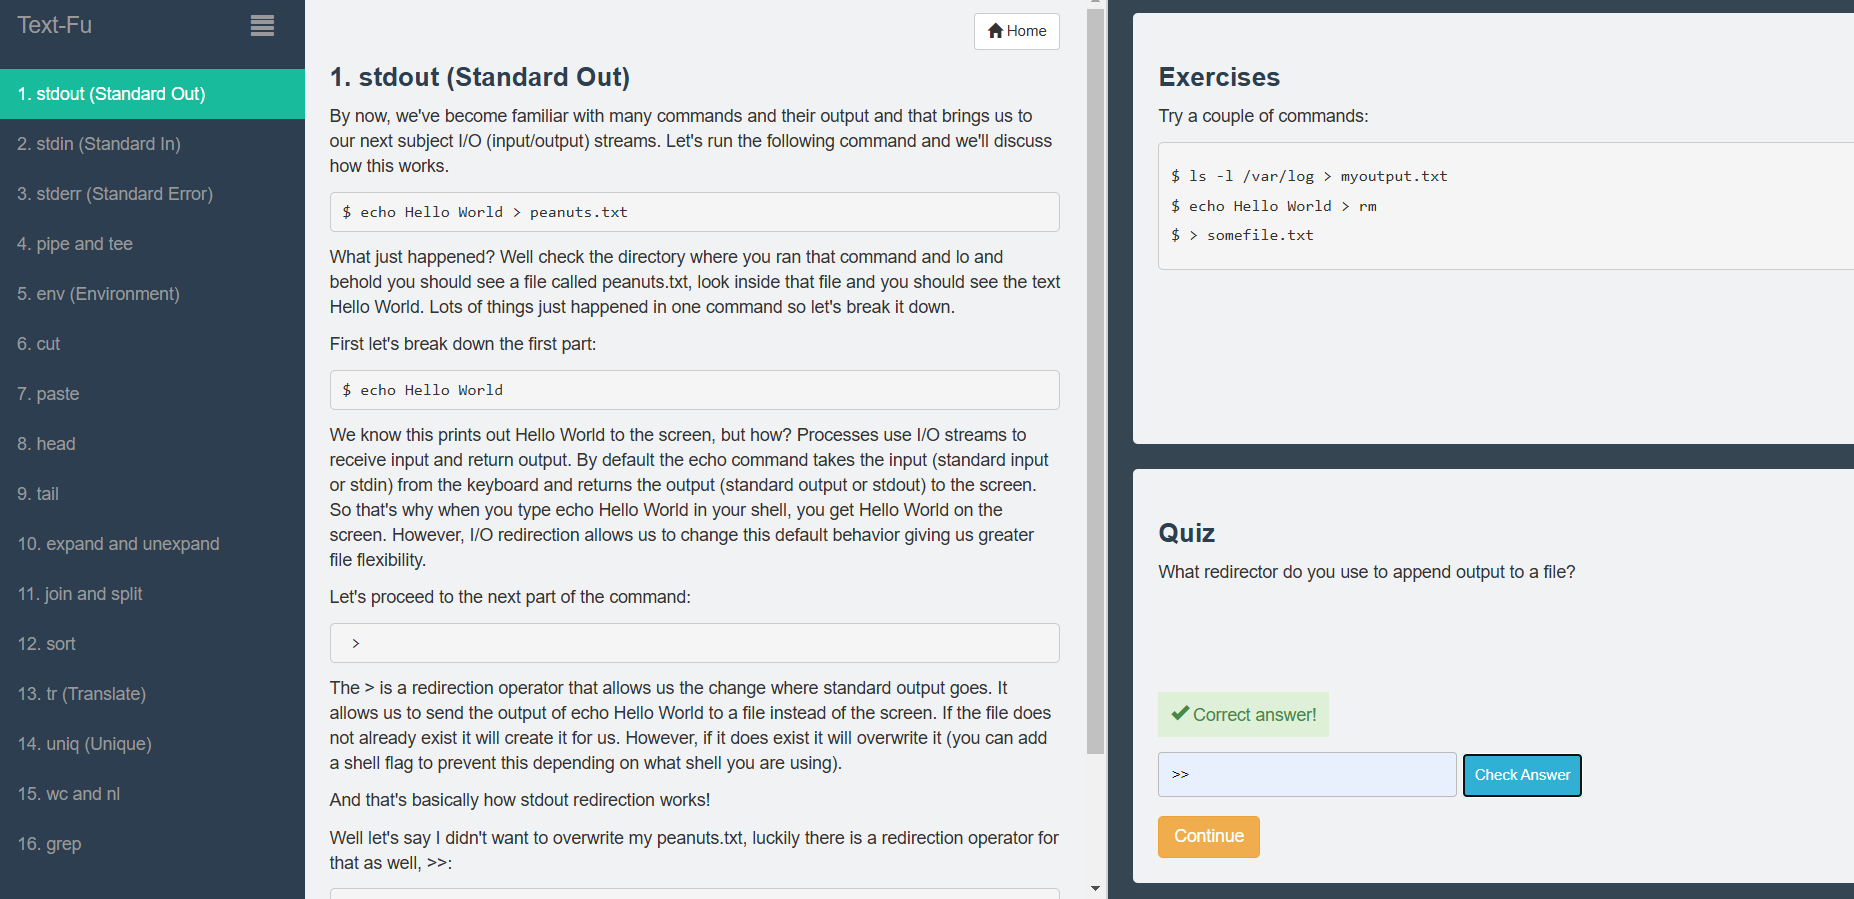 Text-Fu
1. stdout (Standard Out)
2. stdin (Standard In)
3. stderr (Standard Error)
4. pipe and tee
5. env (Environment)
6. cut
7. paste
8. head
9. tail
10. expand and unexpand
11. join and split
12. sort
13. tr (Translate)
14. uniq (Unique)
15. wc and nl
16. grep
Home
1. stdout (Standard Out)
By now, we've become familiar with many commands and their output and that brings us to
our next subject I/O (input/output) streams. Let's run the following command and we'll discuss
how this works.
$ echo Hello World > peanuts.txt
What just happened? Well check the directory where you ran that command and lo and
behold you should see a file called peanuts.txt, look inside that file and you should see the text
Hello World. Lots of things just happened in one command so let's break it down.
First let's break down the first part:
$ echo Hello World
We know this prints out Hello World to the screen, but how? Processes use I/O streams to
receive input and return output. By default the echo command takes the input (standard input
or stdin) from the keyboard and returns the output (standard output or stdout) to the screen.
So that's why when you type echo Hello World in your shell, you get Hello World on the
screen. However, I/O redirection allows us to change this default behavior giving us greater
file flexibility.
Let's proceed to the next part of the command:
>
The > is a redirection operator that allows us the change where standard output goes. It
allows us to send the output of echo Hello World to a file instead of the screen. If the file does
not already exist it will create it for us. However, if it does exist it will overwrite it (you can add
a shell flag to prevent this depending on what shell you are using).
And that's basically how stdout redirection works!
Well let's say I didn't want to overwrite my peanuts.txt, luckily there is a redirection operator for
that as well, >>:
Exercises
Try a couple of commands:
$ ls -l /var/log > myoutput.txt
$ echo Hello World > rm
$ > somefile.txt
Quiz
What redirector do you use to append output to a file?
Correct answer!
>>
Check Answer
Continue